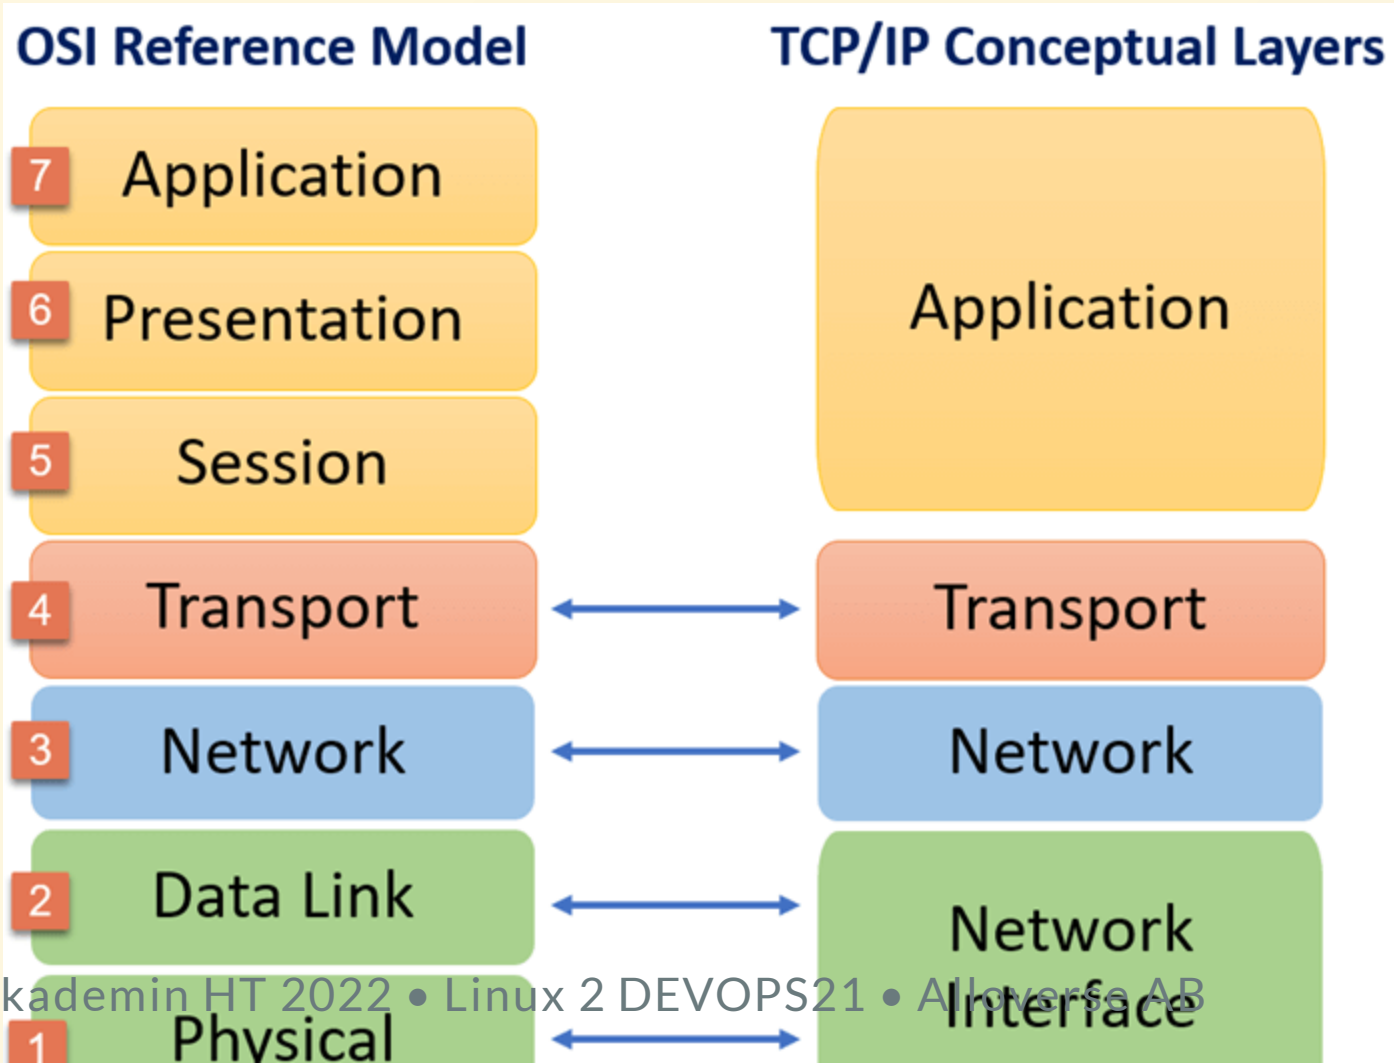 OSI Reference Model
TCP/IP Conceptual Layers
7
Application
6
Presentation
5
Session
4
Transport
3
Network
2
Data Link
1
Physical
Application
Transport
Network
Network
Interface
kademin HT 2022 • Linux 2 DEVOPS21 • Alloverse AB